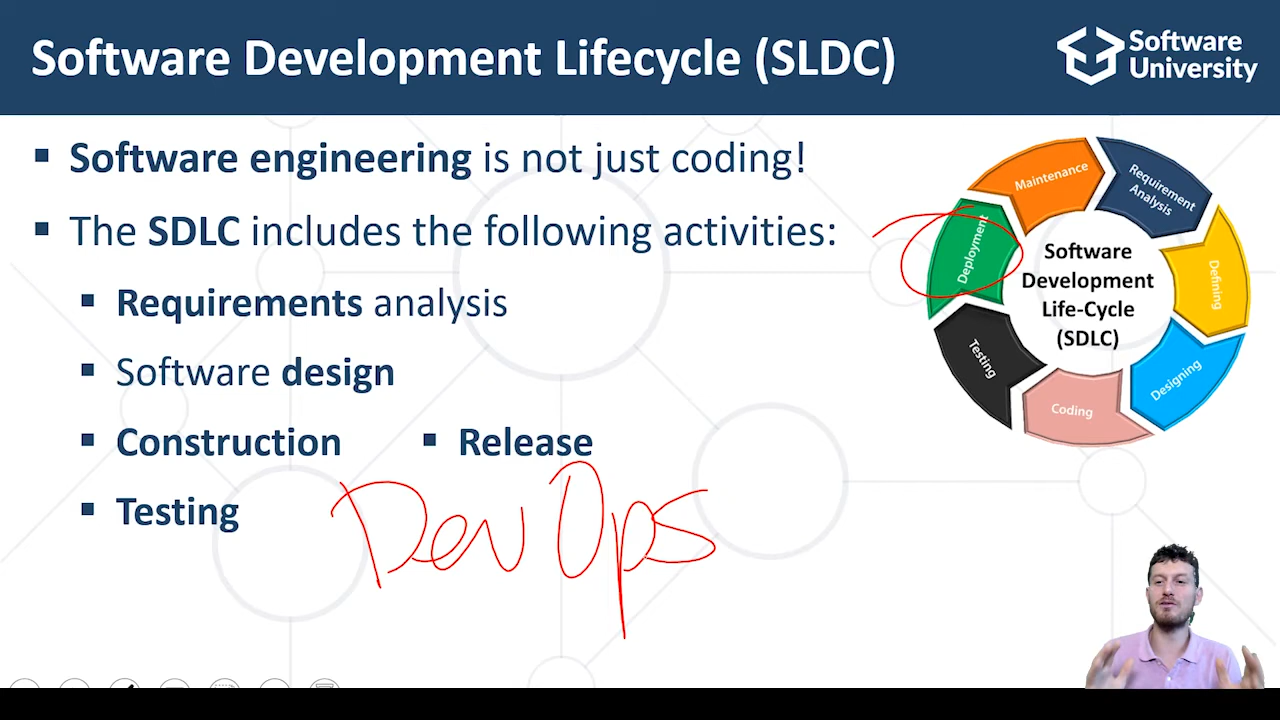 Software Development Lifecycle (SLDC)
Software
University
▪ Software engineering is not just coding!
▪ The SDLC includes the following activities:
▪ Requirements analysis
▪ Software design
▪ Construction
▪ Release
▪ Testing
DevOps
Maintenance
Requirement
Analysis
Defining
Designing
Coding
Testing
Deployment
Software
Development
Life-Cycle
(SDLC)